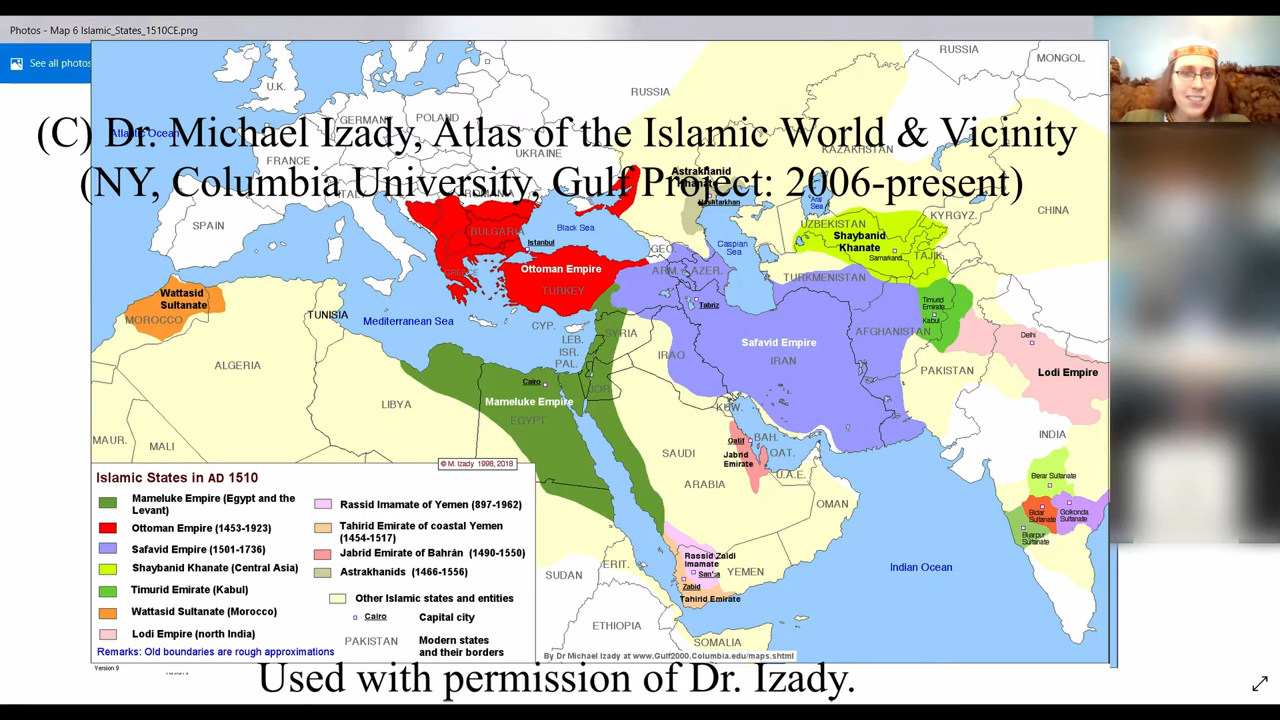 Photos - Map 6 Islamic_States_1510CE.png
See all photos
(C) Dr. Michael Izady, Atlas of the Islamic World & Vicinity
(NY, Columbia University, Gulf Project: 2006-present)
RUSSIA
MONGOL.
U.K.
RUSSIA
GERMAN
POLAND
Atlantic Ocean
UKRAINE
KAZAKHSTAN
FRANCE
Astrakhanid
Khanate
Hashtarkhan
Aral
Sea
KYRGYZ.
CHINA
SPAIN
BULGARIA
Black Sea
UZBEKISTAN
Shaybanid
Khanate
Istanbul
Caspian
Sea
GEO.
Samarkand
TAJIK.
GREECE
Ottoman Empire
ARM.
AZER.
TURKMENISTAN
TURKEY
Wattasid
Sultanate
MOROCCO
Tabriz
Timurid
Emirate
Kabul
TUNISIA
Mediterranean Sea
CYP.
SYRIA
AFGHANISTAN
Delhi
LEB.
ISR.
PAL.
Safavid Empire
IRAN
IRAQ
ALGERIA
PAKISTAN
Lodi Empire
Cairo
JOR.
LIBYA
Mameluke Empire
EGYPT
KUW.
MAUR.
MALI
Qatif
BAH.
QAT.
INDIA
SAUDI
Jabrid
Emirate
U.A.E.
ARABIA
OMAN
Berar Sultanate
Bidar
Sultanate
Golkonda
Sultanate
Bijarpur
Sultanate
© M. Izady 1998, 2018
Islamic States in AD 1510
Mameluke Empire (Egypt and the
Levant)
Ottoman Empire (1453-1923)
Safavid Empire (1501-1736)
Shaybanid Khanate (Central Asia)
Timurid Emirate (Kabul)
Wattasid Sultanate (Morocco)
Lodi Empire (north India)
Remarks: Old boundaries are rough approximations
Rassid Imamate of Yemen (897-1962)
Tahirid Emirate of coastal Yemen
(1454-1517)
Jabrid Emirate of Bahrân (1490-1550)
Astrakhanids (1466-1556)
Other Islamic states and entities
Cairo
Capital city
PAKISTAN
Modern states
and their borders
SUDAN
ERIT.
Rassid Zaidi
Imamate
San'a
YEMEN
Zabid
Tahirid Emirate
Indian Ocean
ETHIOPIA
SOMALIA
By Dr Michael Izady at www.Gulf2000.Columbia.edu/maps.shtml
Version 9
Used with permission of Dr. Izady.